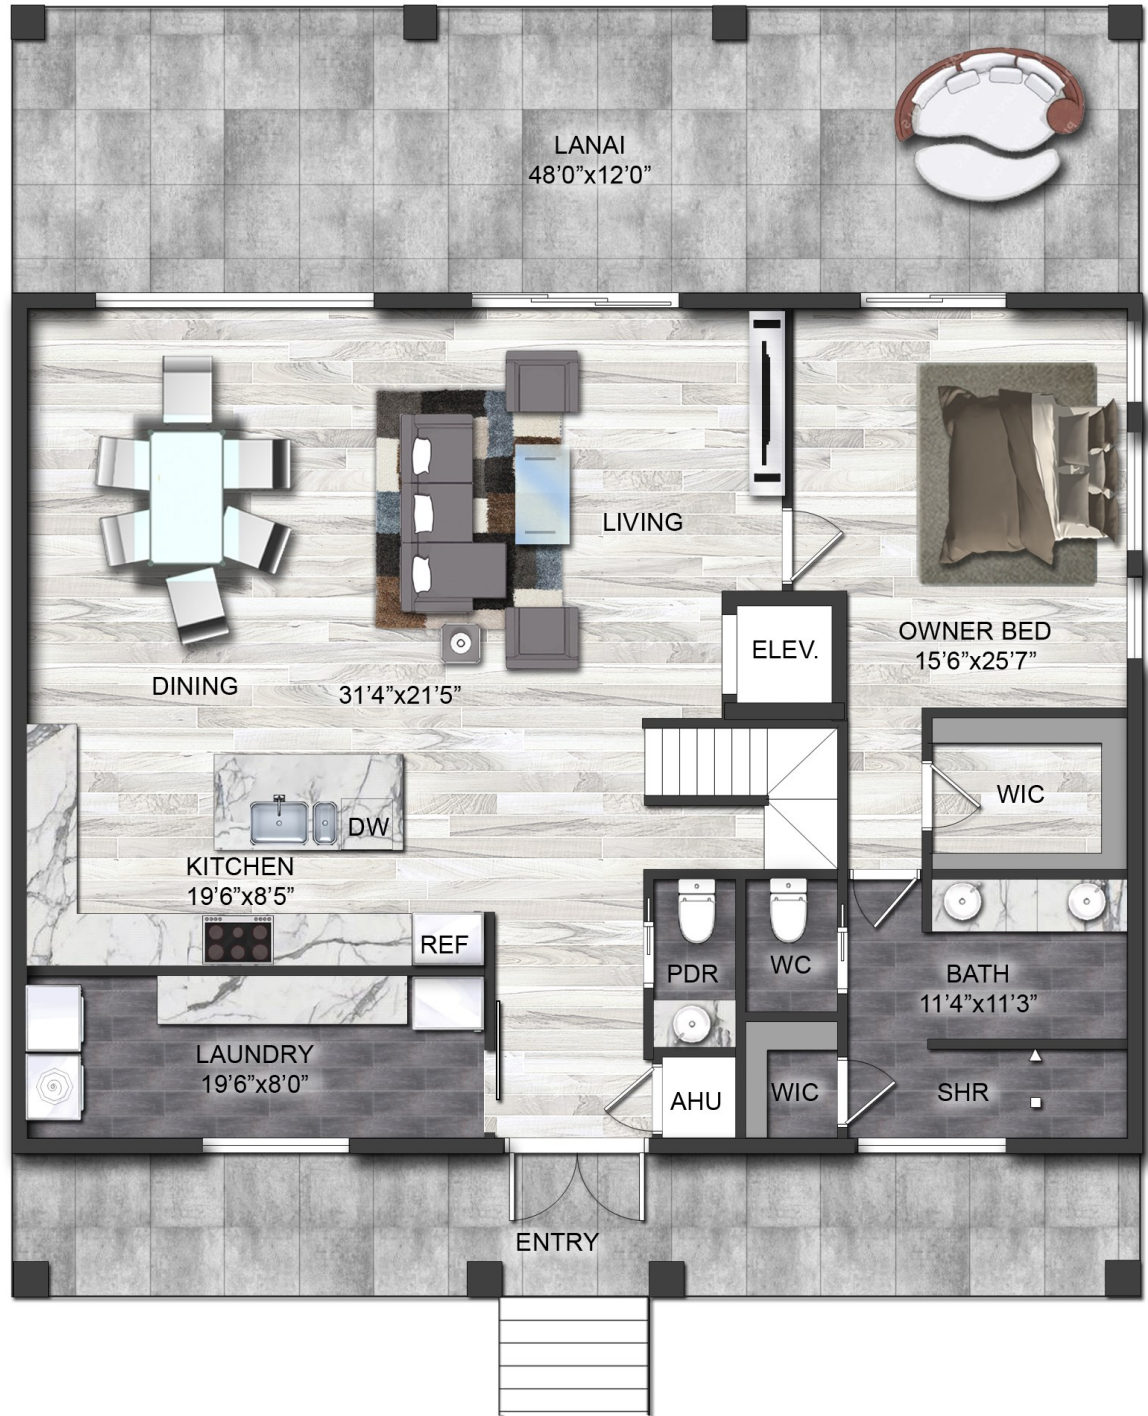 LANAI
48’0”x12’0”
LIVING
OWNER BED
15’6”x25’7”
ELEV.
DINING
31’4”x21’5”
WIC
DW
KITCHEN
19’6”x8’5”
REF
PDR
WC
BATH
11’4”x11’3”
LAUNDRY
19’6”x8’0”
AHU
WIC
SHR
ENTRY